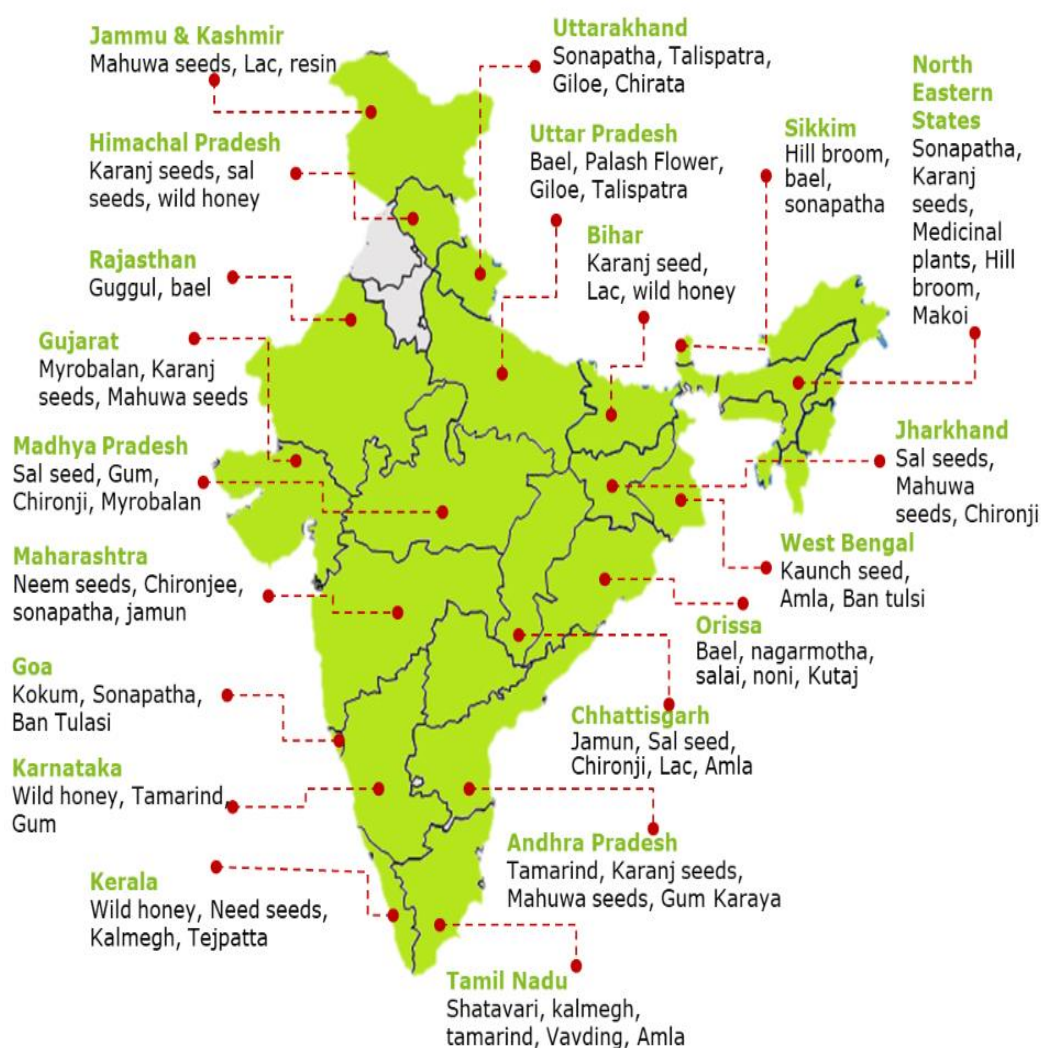 Jammu & Kashmir
Mahuwa seeds, Lac, resin
Uttarakhand
Sonapatha, Talispatra,
Giloe, Chirata
North
Eastern
States
Sonapatha,
Karanj
seeds,
Medicinal
plants, Hill
broom,
Makoi
Himachal Pradesh
Karanj seeds, sal
seeds, wild honey
Uttar Pradesh
Bael, Palash Flower,
Giloe, Talispatra
Sikkim
Hill broom,
bael,
sonapatha
Rajasthan
Guggul, bael
Bihar
Karanj seed,
Lac, wild honey
Gujarat
Myrobalan, Karanj
seeds, Mahuwa seeds
Madhya Pradesh
Sal seed, Gum,
Chironji, Myrobalan
Jharkhand
Sal seeds,
Mahuwa
seeds, Chironji
Maharashtra
Neem seeds, Chironjee,
sonapatha, jamun
West Bengal
Kaunch seed,
Amla, Ban tulsi
Orissa
Bael, nagarmotha,
salai, noni, Kutaj
Goa
Kokum, Sonapatha,
Ban Tulasi
Chhattisgarh
Jamun, Sal seed,
Chironji, Lac, Amla
Karnataka
Wild honey, Tamarind,
Gum
Andhra Pradesh
Tamarind, Karanj seeds,
Mahuwa seeds, Gum Karaya
Kerala
Wild honey, Need seeds,
Kalmegh, Tejpatta
Tamil Nadu
Shatavari, kalmegh,
tamarind, Vavding, Amla